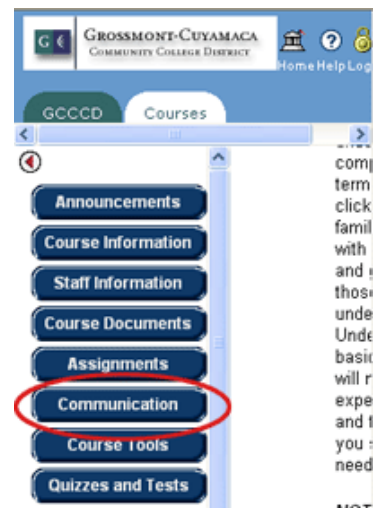 GROSSMONT-CUYAMACA
COMMUNITY COLLEGE DISTRICT
Home Help Log
GCCCD
Courses
Announcements
Course Information
Staff Information
Course Documents
Assignments
Communication
Course Tools
Quizzes and Tests
comp
term
click
famil
with
and
those
unde
Unde
basic
will r
expe
and t
you
need
NOT